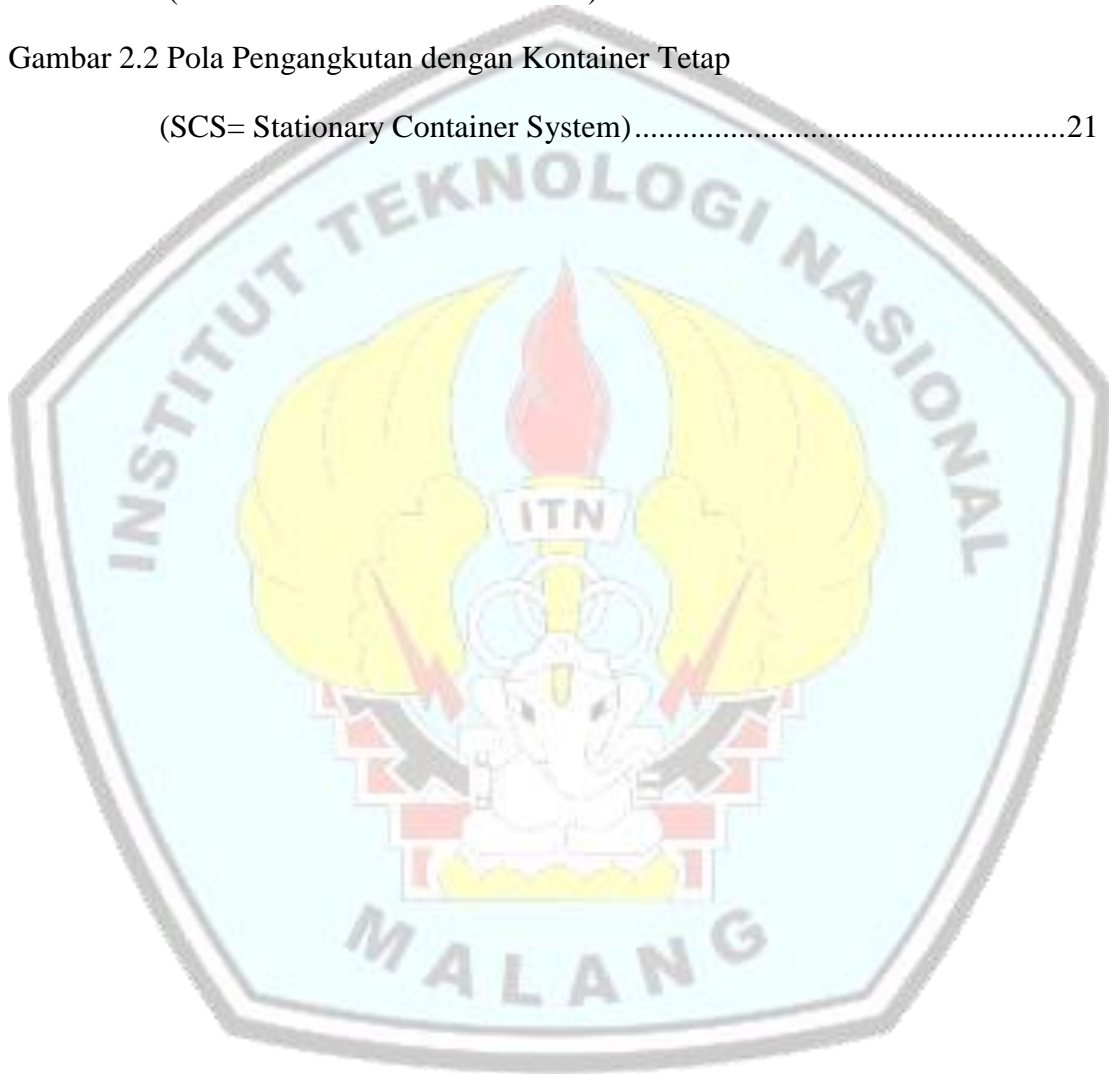 Gambar 2.2 Pola Pengangkutan dengan Kontainer Tetap
(SCS= Stationary Container System)......................................................21
INSTITUT TEKNOLOGI NASIONAL
ITN
MALANG